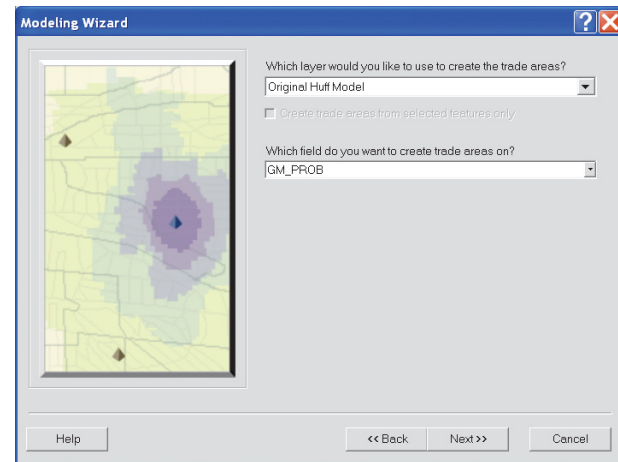 Modeling Wizard
Which layer would you like to use to create the trade areas?
Original Huff Model
Create trade areas from selected features only
Which field do you want to create trade areas on?
GM_PROB
Help
<< Back
Next >>
Cancel